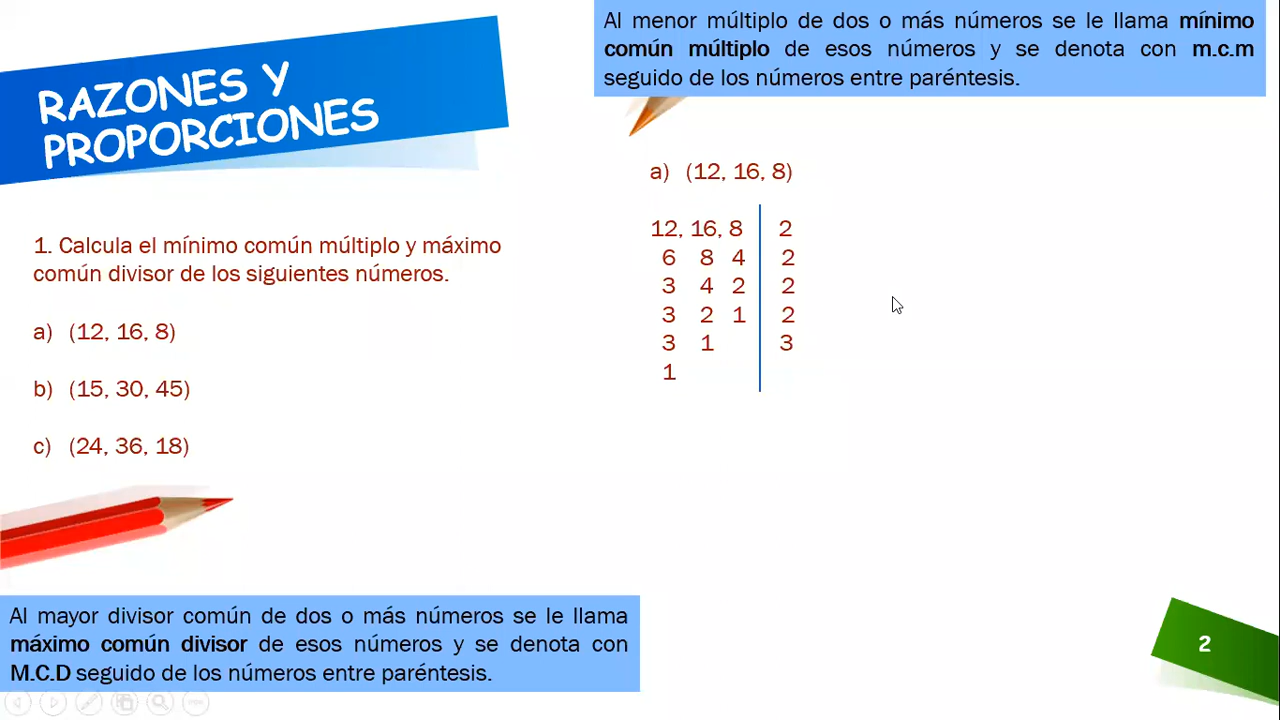 RAZONES Y
PROPORCIONES
1. Calcula el mínimo común múltiplo y máximo
común divisor de los siguientes números.
a) (12, 16, 8)
b) (15, 30, 45)
c) (24, 36, 18)
Al mayor divisor común de dos o más números se le llama
máximo común divisor de esos números y se denota con
M.C.D seguido de los números entre paréntesis.
Al menor múltiplo de dos o más números se le llama mínimo
común múltiplo de esos números y se denota con m.c.m
seguido de los números entre paréntesis.
a) (12, 16, 8)
12, 16, 8 2
6 8 4 2
3 4 2 2
3 2 1 2
3 1 3
1
2